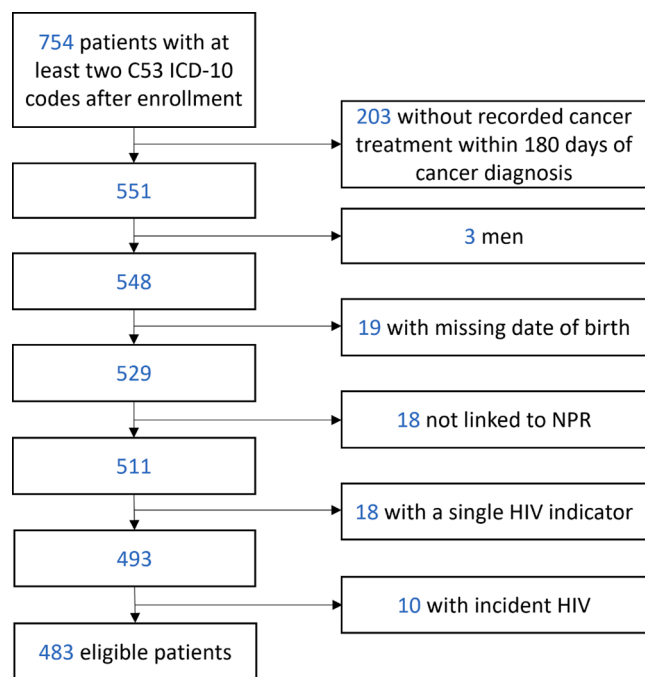 754 patients with at
least two C53 ICD-10
codes after enrollment
203 without recorded cancer
treatment within 180 days of
cancer diagnosis
551
3 men
548
19 with missing date of birth
529
18 not linked to NPR
511
18 with a single HIV indicator
493
10 with incident HIV
483 eligible patients